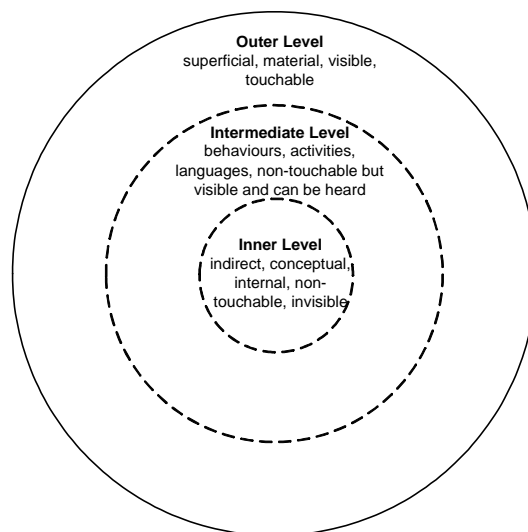 Outer Level
superficial, material, visible,
touchable
Intermediate Level
behaviours, activities,
languages, non-touchable but
visible and can be heard
Inner Level
indirect, conceptual,
internal, non-
touchable, invisible